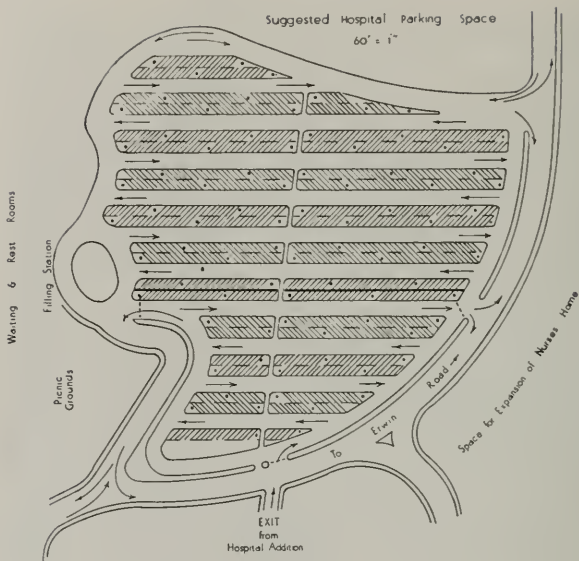 Suggested Hospital Parking Space
60' = 1"
Waiting & Rest Rooms
Filling Station
Picnic
Grounds
To Erwin Road
Space for Expansion of Nurses Home
EXIT
from
Hospital Addition